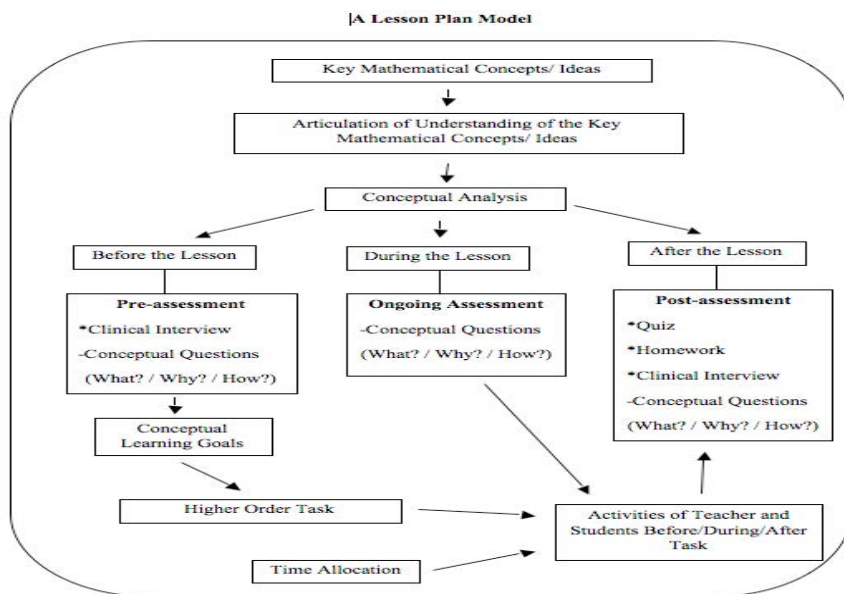 A Lesson Plan Model
Key Mathematical Concepts/ Ideas
Articulation of Understanding of the Key
Mathematical Concepts/ Ideas
Conceptual Analysis
Before the Lesson
During the Lesson
After the Lesson
Pre-assessment
*Clinical Interview
-Conceptual Questions
(What? / Why? / How?)
Ongoing Assessment
-Conceptual Questions
(What? / Why? / How?)
Post-assessment
*Quiz
*Homework
*Clinical Interview
-Conceptual Questions
(What? / Why? / How?)
Conceptual
Learning Goals
Higher Order Task
Activities of Teacher and
Students Before/During/After
Task
Time Allocation